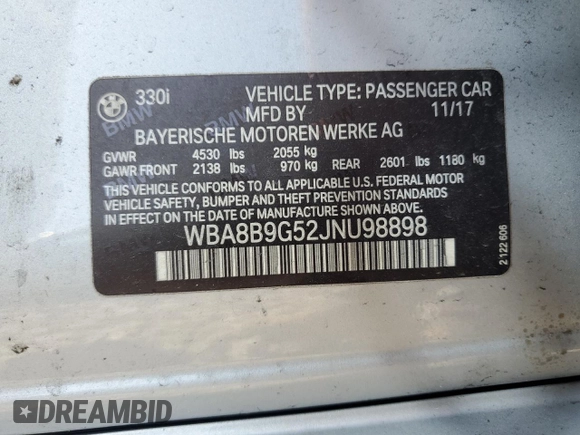 330i VEHICLE TYPE: PASSENGER CAR
MFD BY 11/17
BAYERISCHE MOTOREN WERKE AG
GVWR 4530 lbs 2055 kg
GAWR FRONT 2138 lbs 970 kg REAR 2601 lbs 1180 kg
THIS VEHICLE CONFORMS TO ALL APPLICABLE U.S. FEDERAL MOTOR
VEHICLE SAFETY, BUMPER, AND THEFT PREVENTION STANDARDS
IN EFFECT ON THE DATE OF MANUFACTURE SHOWN ABOVE.
WBA8B9G52JNU98898
2 122 606
DREAMBID